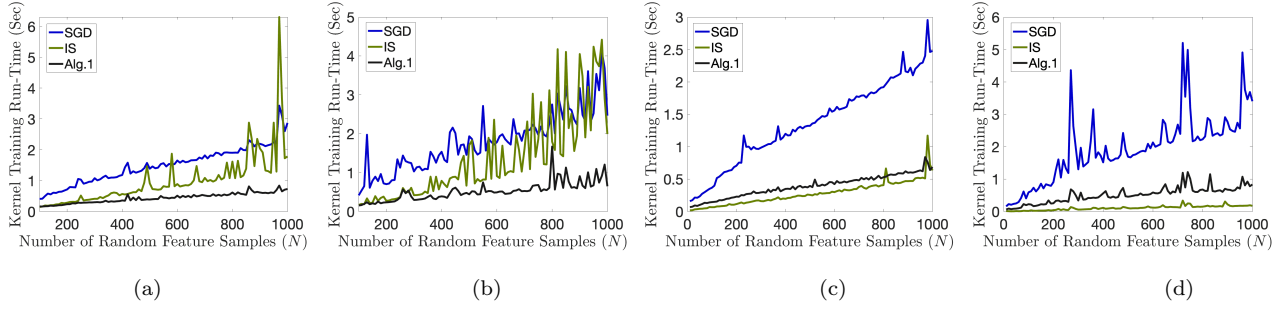 Kernel Training Run-Time (Sec)
6
5
4
3
2
1
0
SGD
IS
Alg.1
200 400 600 800 1000
Number of Random Feature Samples (N)
(a)
Kernel Training Run-Time (Sec)
5
4
3
2
1
0
SGD
IS
Alg.1
200 400 600 800 1000
Number of Random Feature Samples (N)
(b)
Kernel Training Run-Time (Sec)
3
2.5
2
1.5
1
0.5
0
SGD
IS
Alg.1
0 200 400 600 800 1000
Number of Random Feature Samples (N)
(c)
Kernel Training Run-Time (Sec)
6
5
4
3
2
1
0
SGD
IS
Alg.1
0 200 400 600 800 1000
Number of Random Feature Samples (N)
(d)